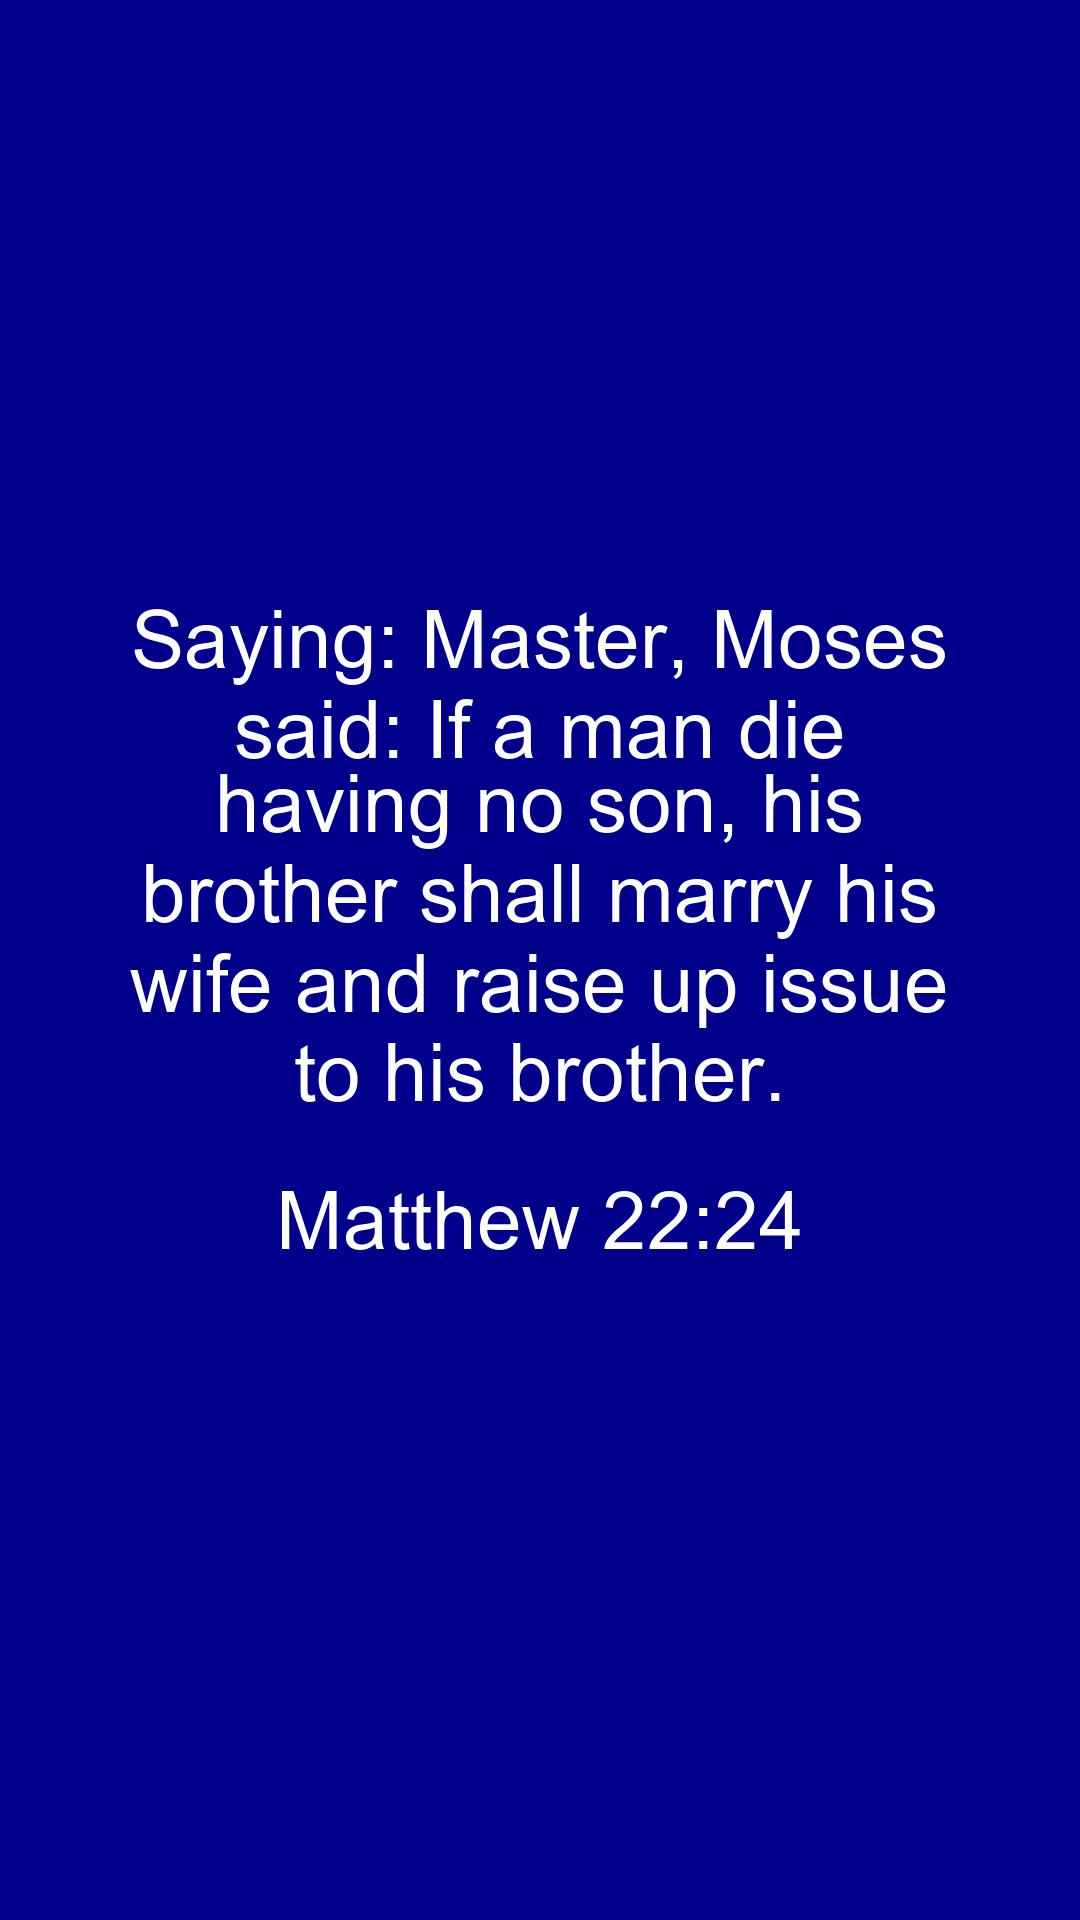 Saying: Master, Moses
said: If a man die
having no son, his
brother shall marry his
wife and raise up issue
to his brother.
Matthew 22:24